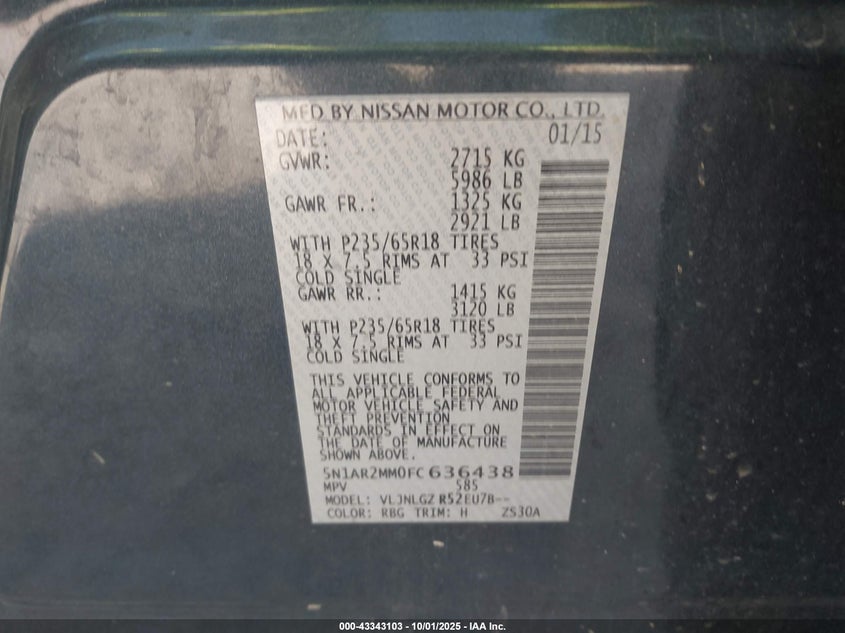 MFD BY NISSAN MOTOR CO., LTD.
DATE: 01/15
GVWR: 2715 KG
5986 LB
GAWR FR.: 1325 KG
2921 LB
WITH P235/65R18 TIRES
18 X 7.5 RIMS AT 33 PSI
COLD SINGLE
GAWR RR.: 1415 KG
3120 LB
WITH P235/65R18 TIRES
18 X 7.5 RIMS AT 33 PSI
COLD SINGLE
THIS VEHICLE CONFORMS TO
ALL APPLICABLE FEDERAL
MOTOR VEHICLE SAFETY AND
THEFT PREVENTION
STANDARDS IN EFFECT ON
THE DATE OF MANUFACTURE
SHOWN ABOVE.
5N1AR2MM0FC636438
MPV 585
MODEL: VLJNLGZ R52EU7B--
COLOR: RBG TRIM: H ZS30A
000-43343103 - 10/01/2025 - IAA Inc.